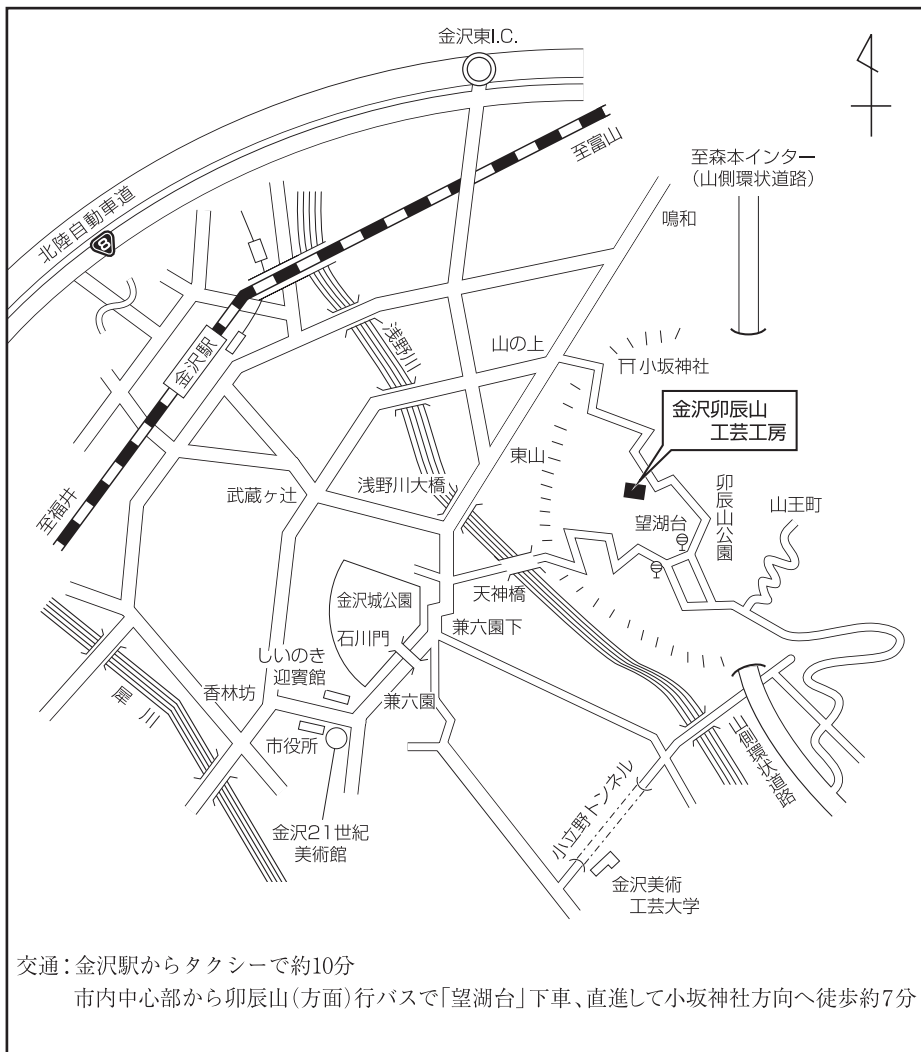 金沢東I.C.
至富山
至森本インター
(山側環状道路)
北陸自動車道
8
鳴和
浅野川
山の上
小坂神社
金沢駅
金沢卯辰山
工芸工房
東山
至福井
武蔵ヶ辻
浅野川大橋
卯辰山公園
山王町
望湖台
天神橋
金沢城公園
石川門
兼六園下
しいのき
迎賓館
香林坊
兼六園
犀川
市役所
山側環状道路
小立野トンネル
金沢21世紀
美術館
金沢美術
工芸大学
交通:金沢駅からタクシーで約10分
市内中心部から卯辰山(方面)行バスで「望湖台」下車、直進して小坂神社方向へ徒歩約7分